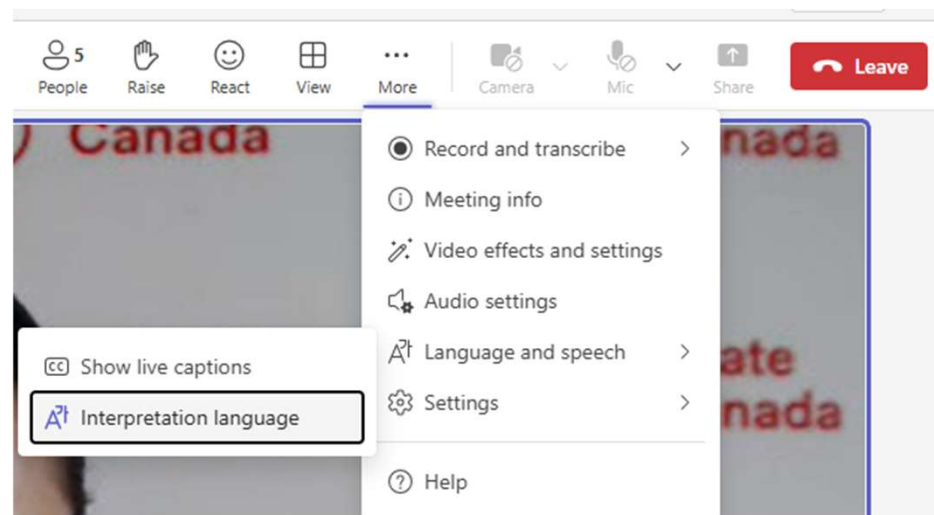 5
People
Raise
React
View
More
Camera
Mic
Share
Leave
Canada
nada
Record and transcribe
Meeting info
Video effects and settings
Audio settings
Language and speech
ate
Settings
nada
Help
CC Show live captions
Interpretation language